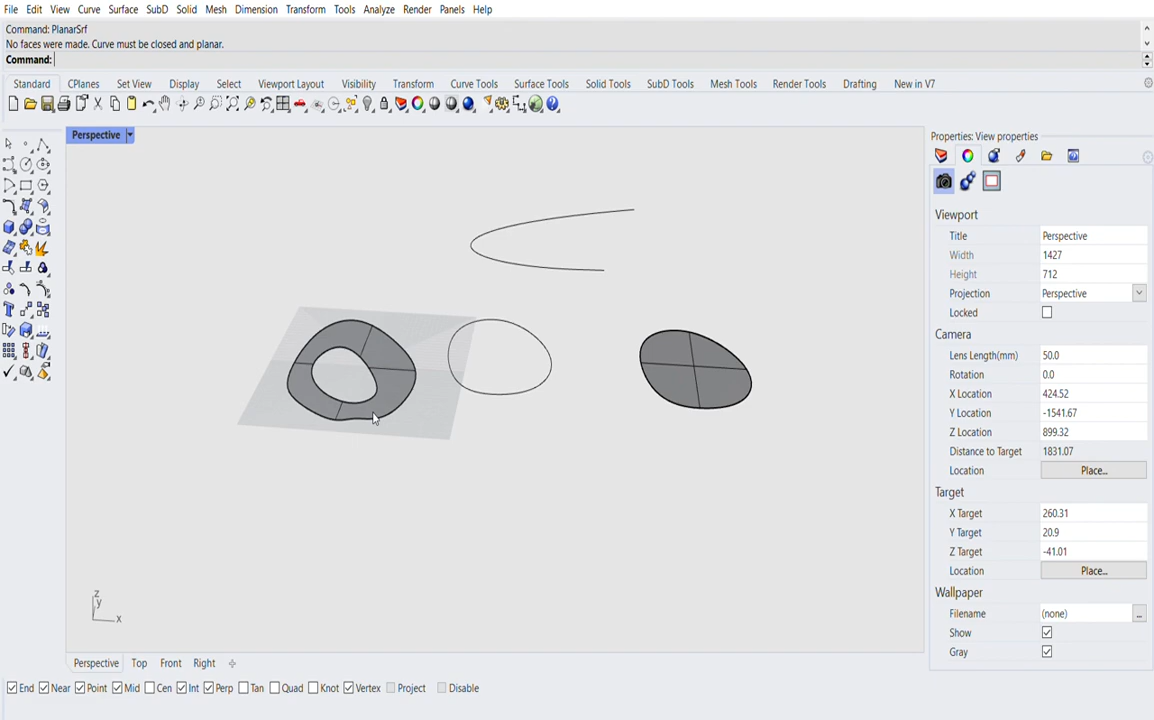 File Edit View Curve Surface SubD Solid Mesh Dimension Transform Tools Analyze Render Panels Help
Command: PlanarSrf
No faces were made. Curve must be closed and planar.
Command:
Standard CPlanes Set View Display Select Viewport Layout Visibility Transform Curve Tools Surface Tools Solid Tools SubD Tools Mesh Tools Render Tools Drafting New in V7
Perspective
Properties: View properties
Viewport
Title Perspective
Width 1427
Height 712
Projection Perspective
Locked
Camera
Lens Length(mm) 50.0
Rotation 0.0
X Location 424.52
Y Location -1541.67
Z Location 899.32
Distance to Target 1831.07
Location Place...
Target
X Target 260.31
Y Target 20.9
Z Target -41.01
Location Place...
Wallpaper
Filename (none) ...
Show
Gray
z
y
x
Perspective Top Front Right
End Near Point Mid Cen Int Perp Tan Quad Knot Vertex Project Disable